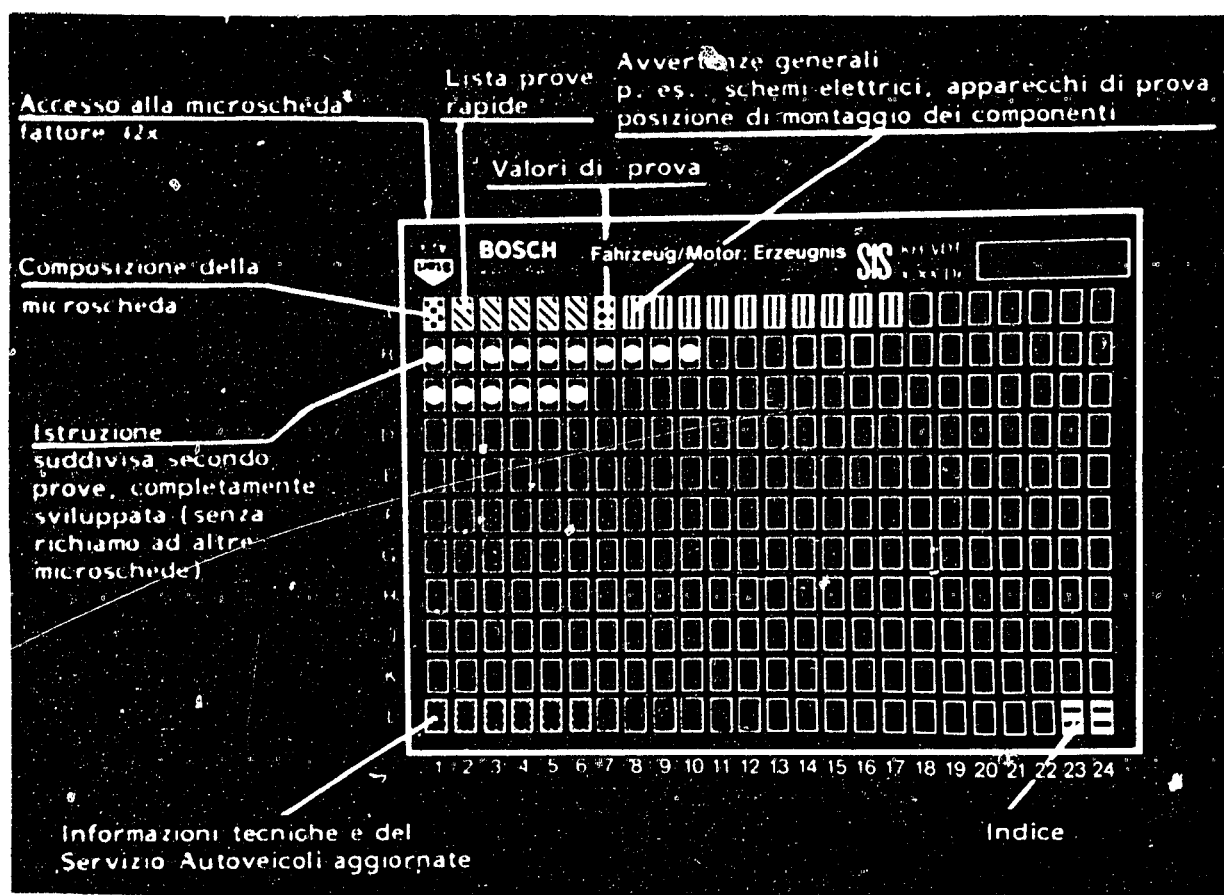 Accesso alla microscheda*
fattore 42x
Lista prove
rapide
Avvertenze generali
p. es.. schemi elettrici, apparecchi di prova
posizione di montaggio dei componenti
Valori di prova
BOSCH
Fahrzeug/Motor: Erzeugnis
SIS
Composizione della
microscheda
B
Istruzione
suddivisa secondo
prove, completamente
sviluppata (senza
richiamo ad altre
microschede)
D
E
F
G
H
J
K
L
1 2 3 4 5 6 7 8 9 10 11 12 13 14 15 16 17 18 19 20 21 22 23 24
Informazioni tecniche e del
Servizio Autoveicoli aggiornate
Indice